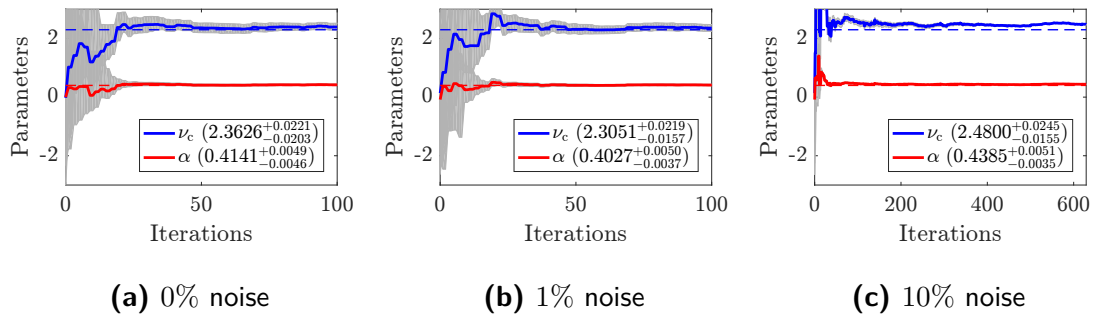 Parameters
2
0
-2
ν_c (2.3626^{+0.0221}_{-0.0203})
α (0.4141^{+0.0049}_{-0.0046})
0 50 100
Iterations
(a) 0% noise
Parameters
2
0
-2
ν_c (2.3051^{+0.0219}_{-0.0157})
α (0.4027^{+0.0050}_{-0.0037})
0 50 100
Iterations
(b) 1% noise
Parameters
2
0
-2
ν_c (2.4800^{+0.0245}_{-0.0155})
α (0.4385^{+0.0051}_{-0.0035})
0 200 400 600
Iterations
(c) 10% noise